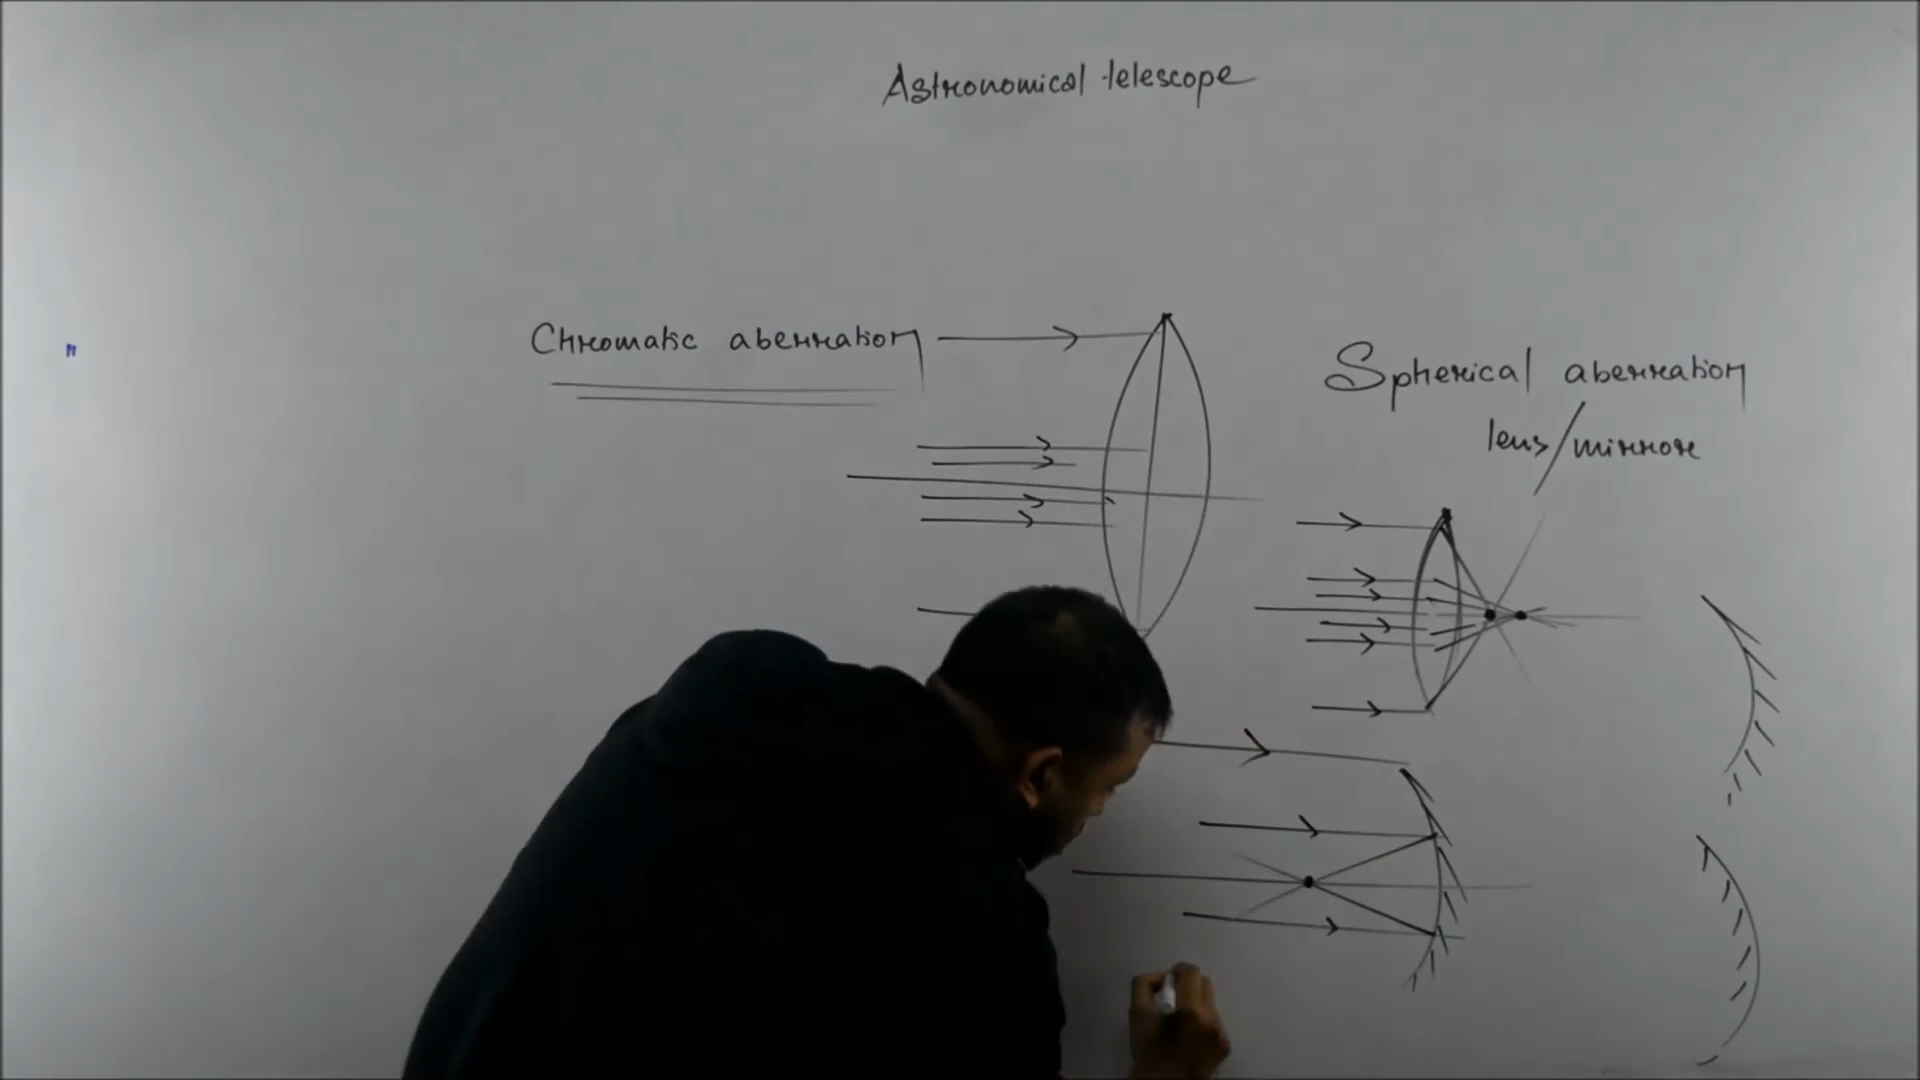 Astronomical telescope
Chromatic aberration
Spherical aberration
lens/mirror